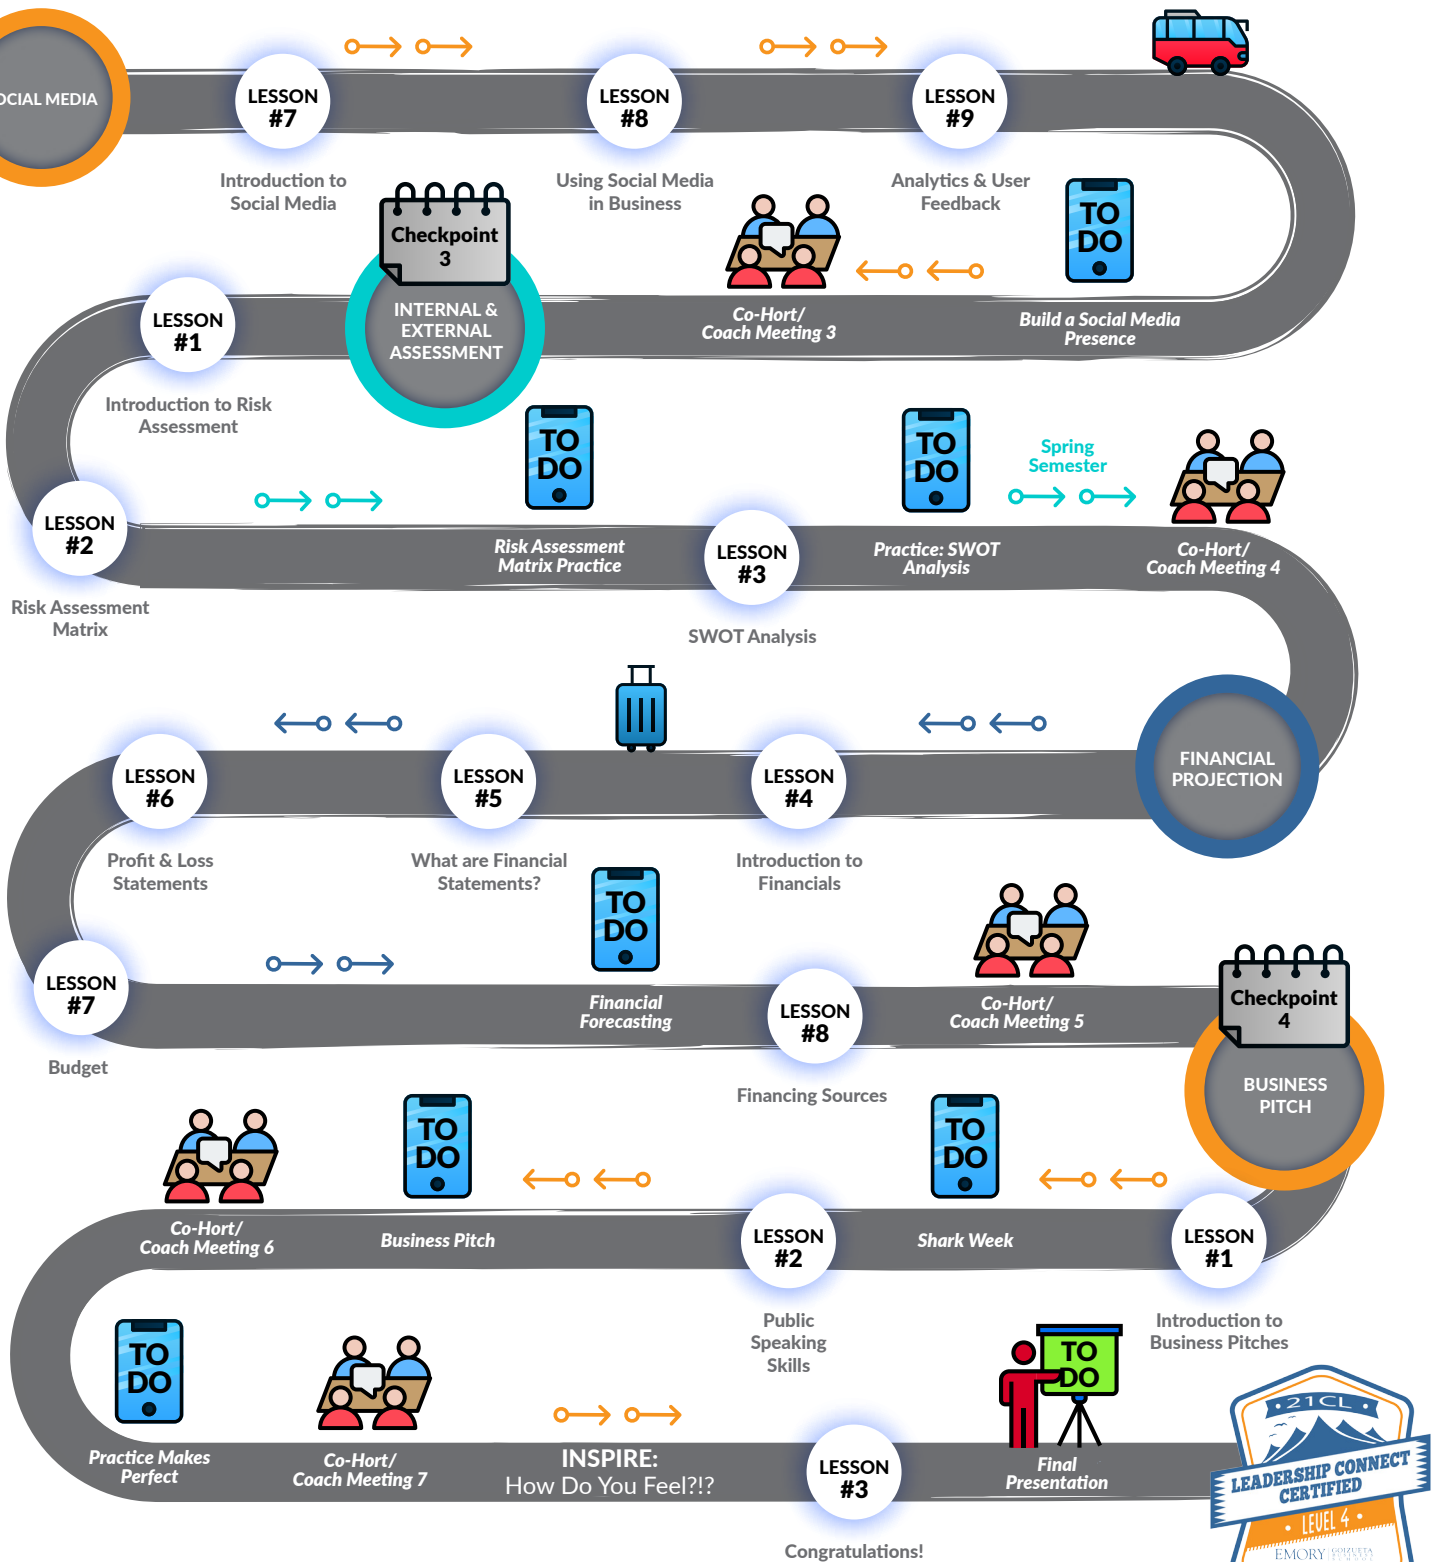 OCIAL MEDIA
LESSON
#7
Introduction to
Social Media
LESSON
#8
Using Social Media
in Business
LESSON
#9
Analytics & User
Feedback
TO
DO
Build a Social Media
Presence
Co-Hort/
Coach Meeting 3
Checkpoint
3
INTERNAL &
EXTERNAL
ASSESSMENT
LESSON
#1
Introduction to Risk
Assessment
LESSON
#2
Risk Assessment
Matrix
TO
DO
Risk Assessment
Matrix Practice
LESSON
#3
SWOT Analysis
TO
DO
Practice: SWOT
Analysis
Spring
Semester
Co-Hort/
Coach Meeting 4
FINANCIAL
PROJECTION
LESSON
#4
Introduction to
Financials
LESSON
#5
What are Financial
Statements?
LESSON
#6
Profit & Loss
Statements
LESSON
#7
Budget
TO
DO
Financial
Forecasting
LESSON
#8
Financing Sources
Co-Hort/
Coach Meeting 5
Checkpoint
4
BUSINESS
PITCH
LESSON
#1
Introduction to
Business Pitches
TO
DO
Shark Week
LESSON
#2
Public
Speaking
Skills
TO
DO
Business Pitch
Co-Hort/
Coach Meeting 6
TO
DO
Practice Makes
Perfect
Co-Hort/
Coach Meeting 7
INSPIRE:
How Do You Feel?!?
LESSON
#3
Congratulations!
TO
DO
Final
Presentation
21CL
LEADERSHIP CONNECT
CERTIFIED
LEVEL 4
EMORY GOIZUETA